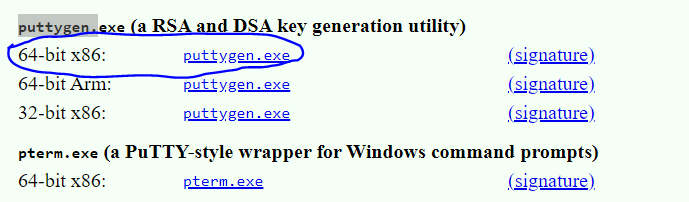 puttygen.exe (a RSA and DSA key generation utility)
64-bit x86: puttygen.exe (signature)
64-bit Arm: puttygen.exe (signature)
32-bit x86: puttygen.exe (signature)
pterm.exe (a PuTTY-style wrapper for Windows command prompts)
64-bit x86: pterm.exe (signature)